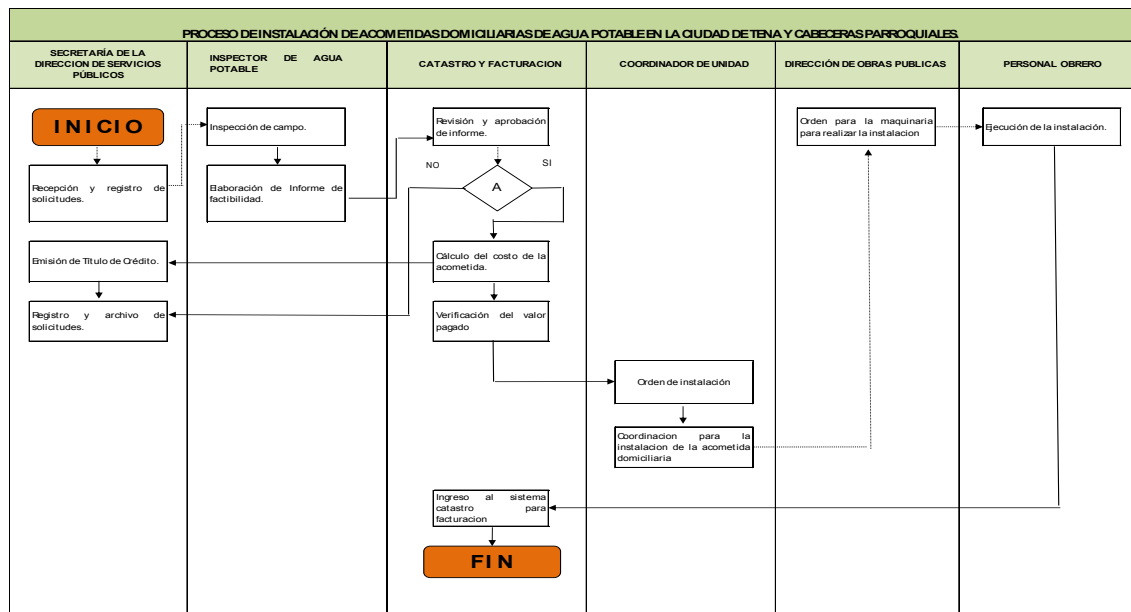 PROCESO DE INSTALACIÓN DE ACOMETIDAS DOMICILIARIAS DE AGUA POTABLE EN LA CIUDAD DE TENA Y CABECERAS PARROQUIALES.
SECRETARÍA DE LA
DIRECCION DE SERVICIOS
PÚBLICOS
INSPECTOR DE AGUA
POTABLE
CATASTRO Y FACTURACION
COORDINADOR DE UNIDAD
DIRECCIÓN DE OBRAS PUBLICAS
PERSONAL OBRERO
INICIO
Recepción y registro de
solicitudes.
Inspección de campo.
Elaboración de Informe de
factibilidad.
Revisión y aprobación
de informe.
NO
SI
A
Cálculo del costo de la
acometida.
Emisión de Título de Crédito.
Registro y archivo de
solicitudes.
Verificación del valor
pagado
Orden de instalación
Coordinacion para la
instalacion de la acometida
domiciliaria
Orden para la maquinaria
para realizar la instalacion
Ejecución de la instalación.
Ingreso al sistema
catastro para
facturacion
FIN